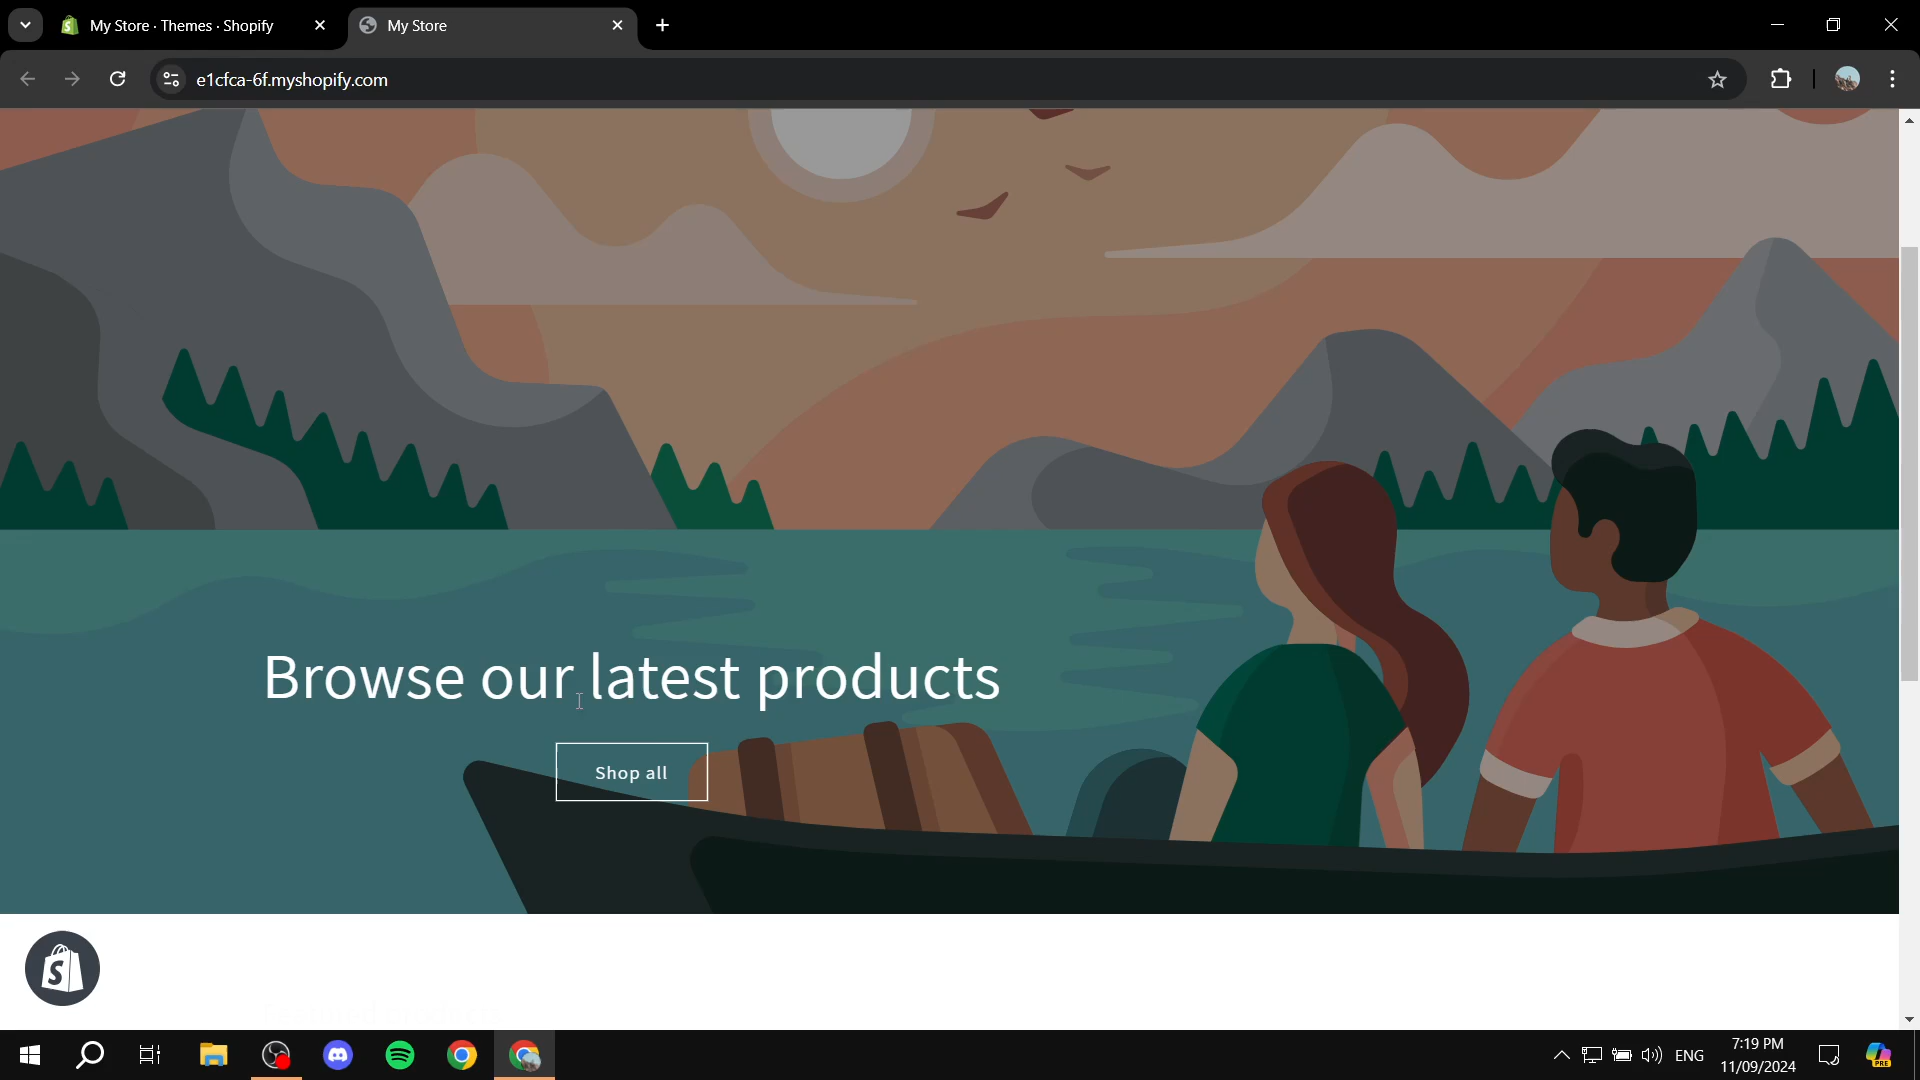 My Store · Themes · Shopify
My Store
e1cfca-6f.myshopify.com
Browse our latest products
Shop all
ENG
7:19 PM
11/09/2024
PRE